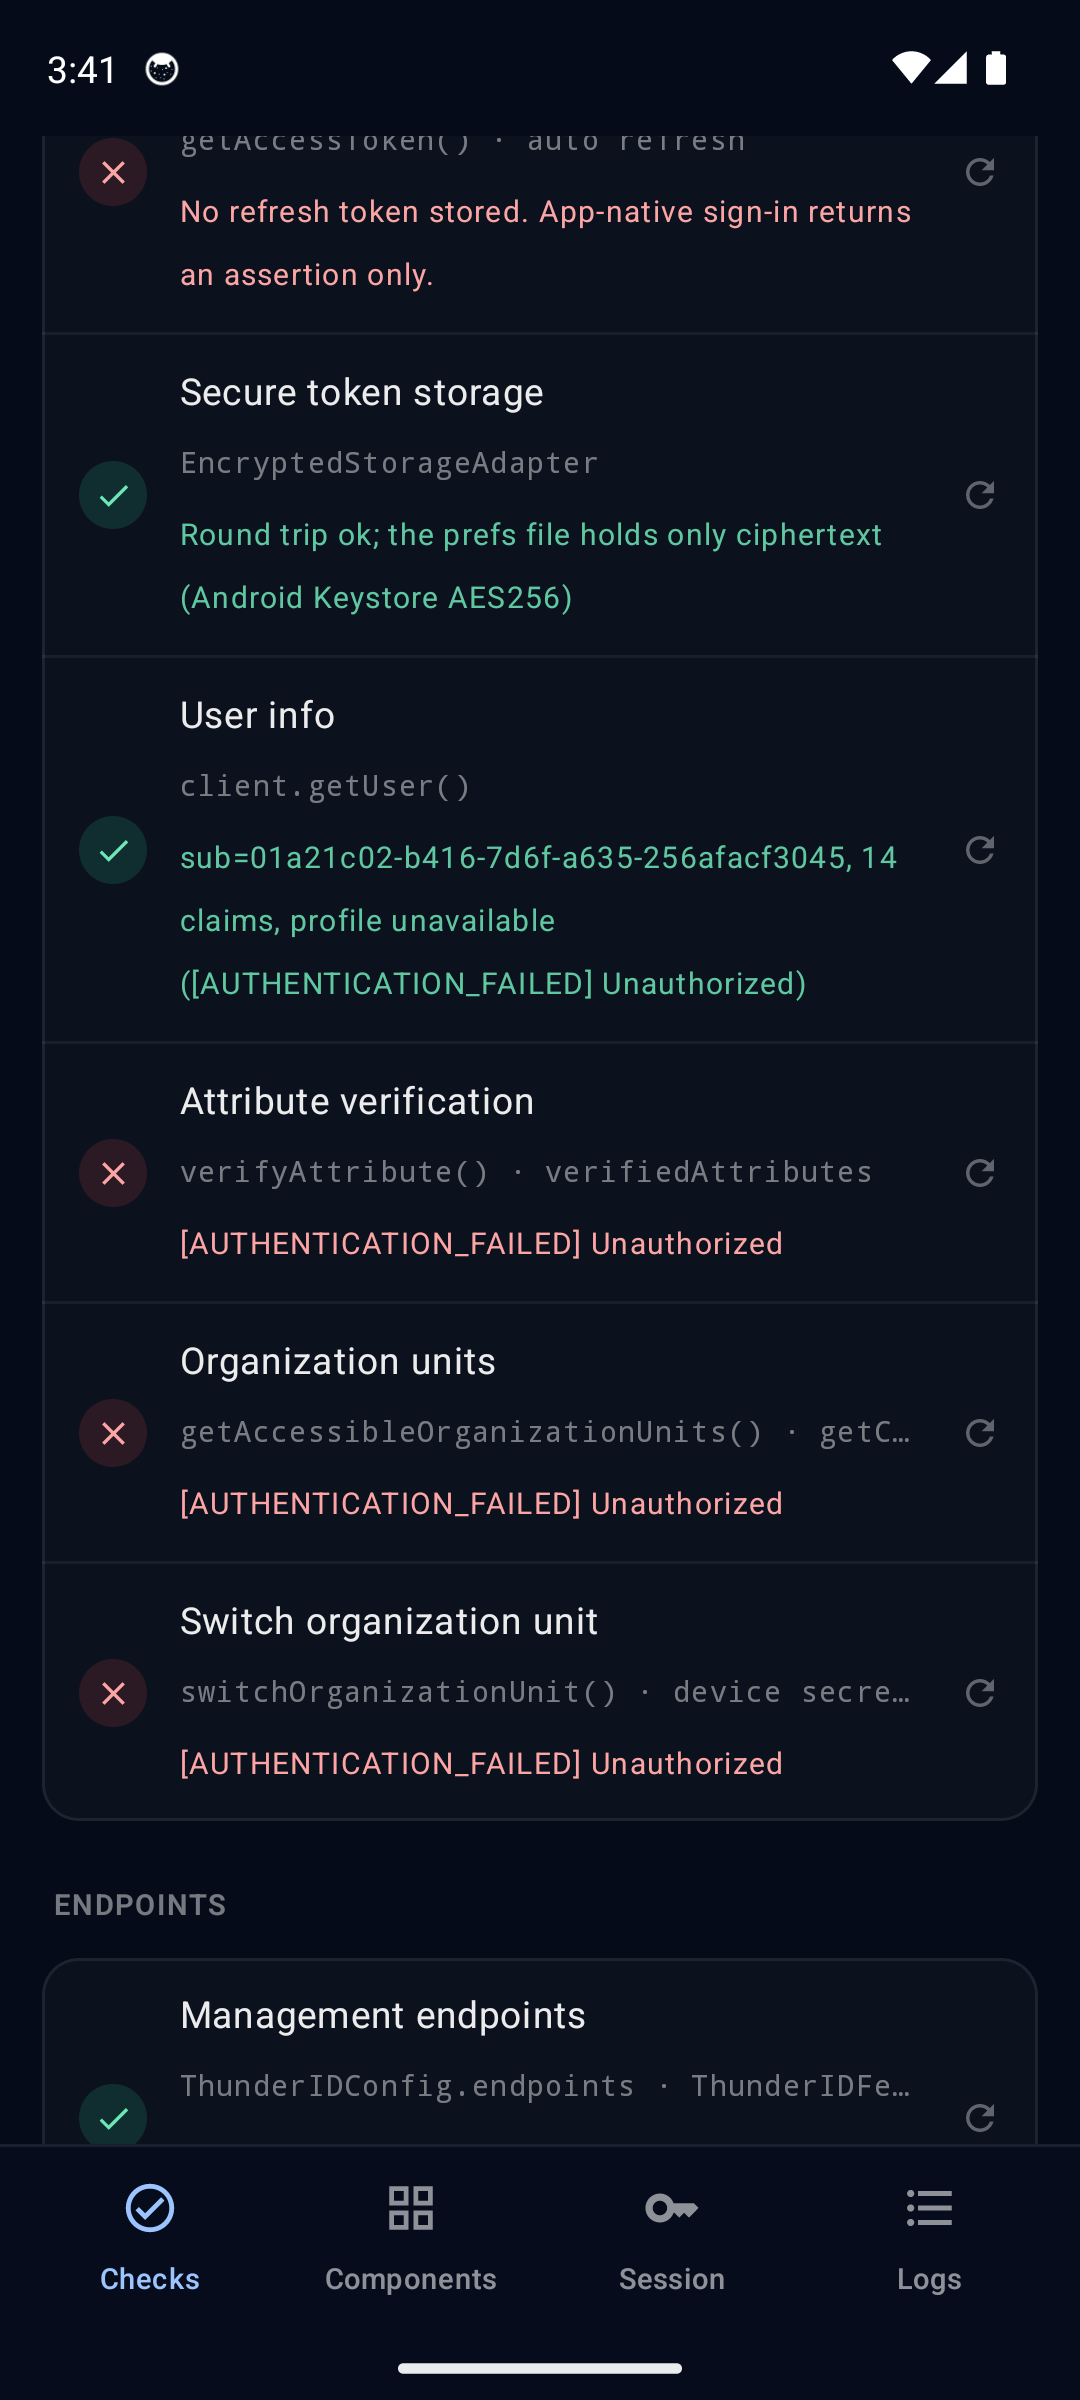 3:41
getAccessToken() · auto refresh
No refresh token stored. App-native sign-in returns
an assertion only.
Secure token storage
EncryptedStorageAdapter
Round trip ok; the prefs file holds only ciphertext
(Android Keystore AES256)
User info
client.getUser()
sub=01a21c02-b416-7d6f-a635-256afacf3045, 14
claims, profile unavailable
([AUTHENTICATION_FAILED] Unauthorized)
Attribute verification
verifyAttribute() · verifiedAttributes
[AUTHENTICATION_FAILED] Unauthorized
Organization units
getAccessibleOrganizationUnits() · getC…
[AUTHENTICATION_FAILED] Unauthorized
Switch organization unit
switchOrganizationUnit() · device secre…
[AUTHENTICATION_FAILED] Unauthorized
ENDPOINTS
Management endpoints
ThunderIDConfig.endpoints · ThunderIDFe…
Checks
Components
Session
Logs